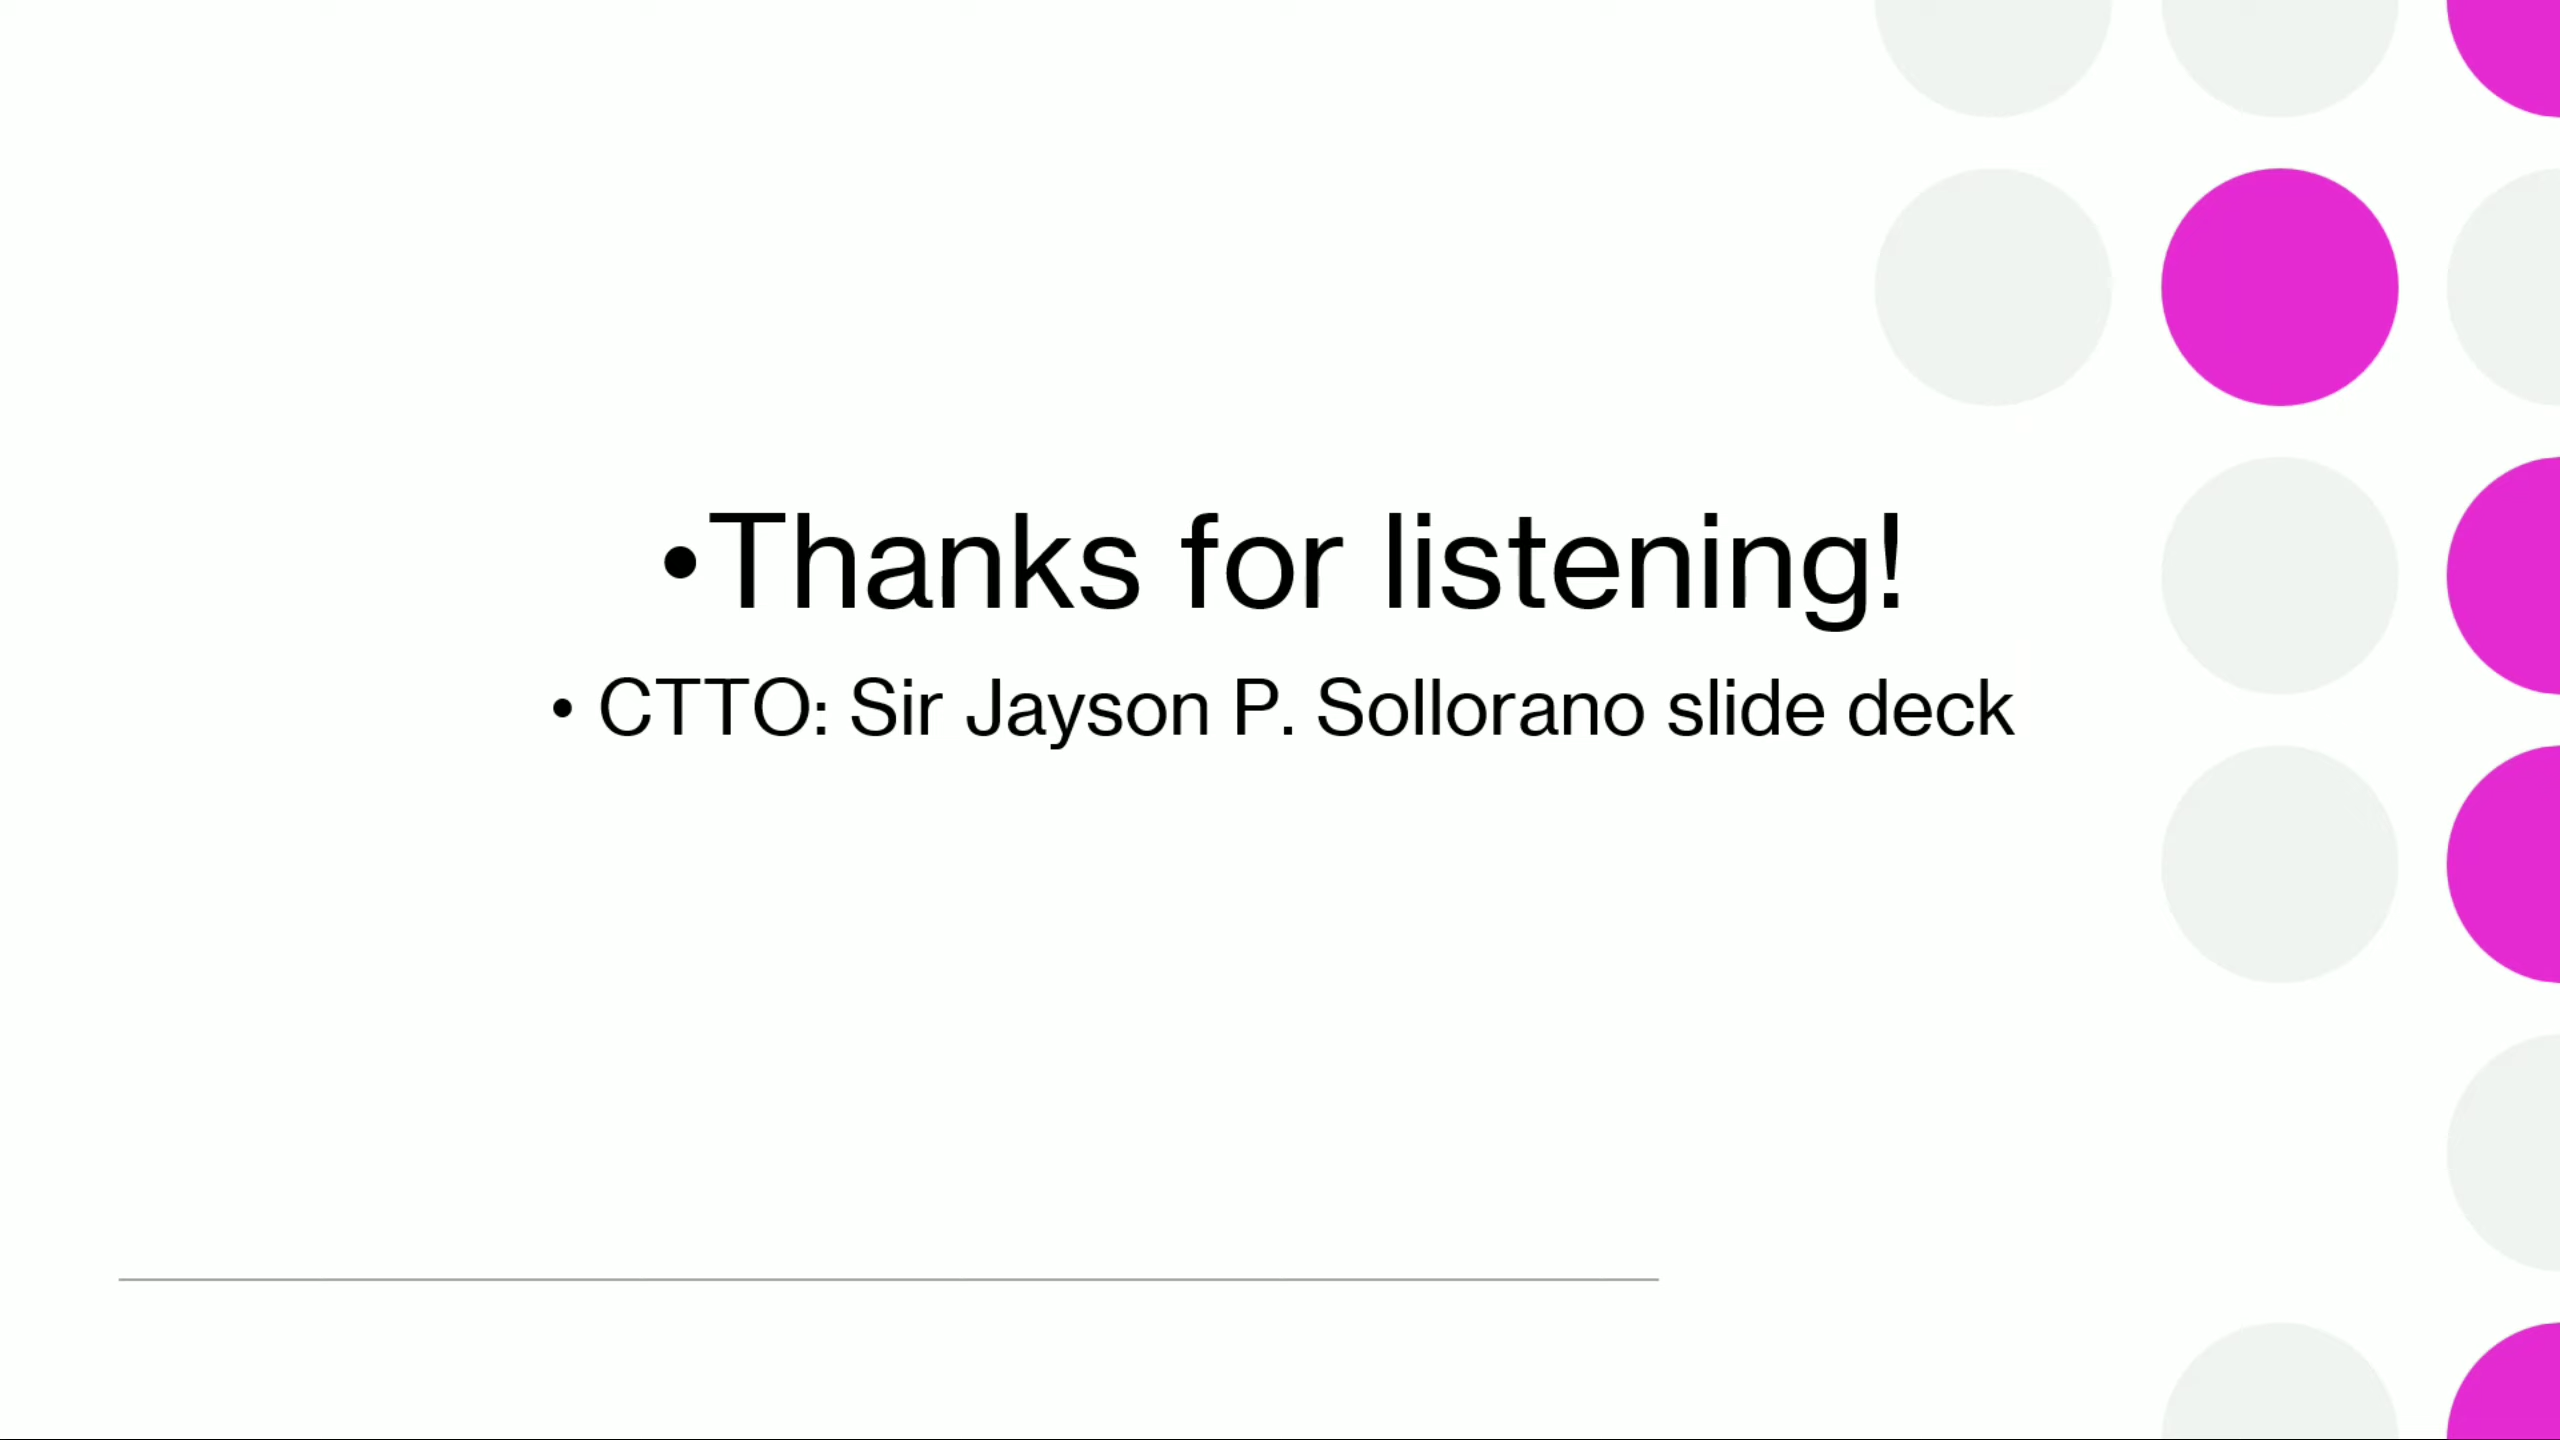 •Thanks for listening!
• CTTO: Sir Jayson P. Sollorano slide deck